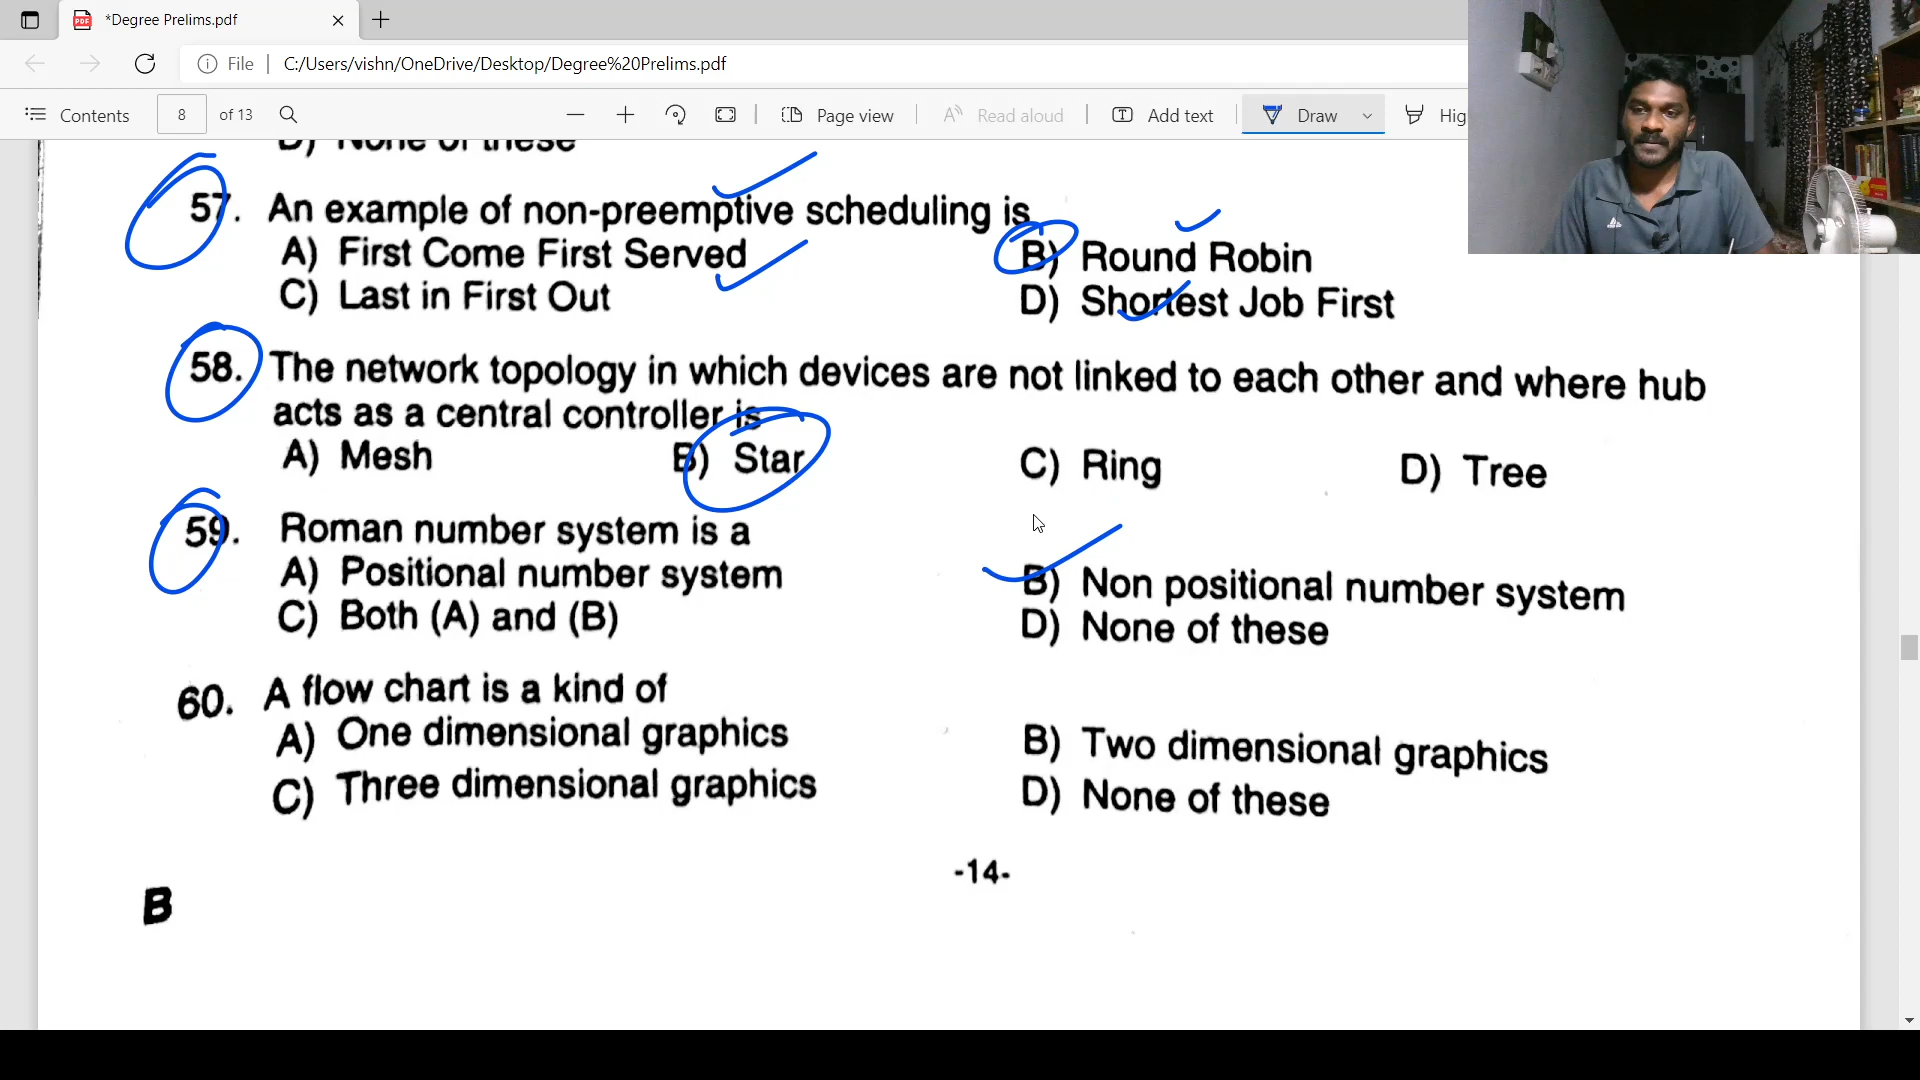 *Degree Prelims.pdf
File C:/Users/vishn/OneDrive/Desktop/Degree%20Prelims.pdf
Contents 8 of 13 Page view Read aloud Add text Draw Hig
D) None of these
57. An example of non-preemptive scheduling is
A) First Come First Served B) Round Robin
C) Last in First Out D) Shortest Job First
58. The network topology in which devices are not linked to each other and where hub
acts as a central controller is
A) Mesh B) Star C) Ring D) Tree
59. Roman number system is a
A) Positional number system B) Non positional number system
C) Both (A) and (B) D) None of these
60. A flow chart is a kind of
A) One dimensional graphics B) Two dimensional graphics
C) Three dimensional graphics D) None of these
-14-
B